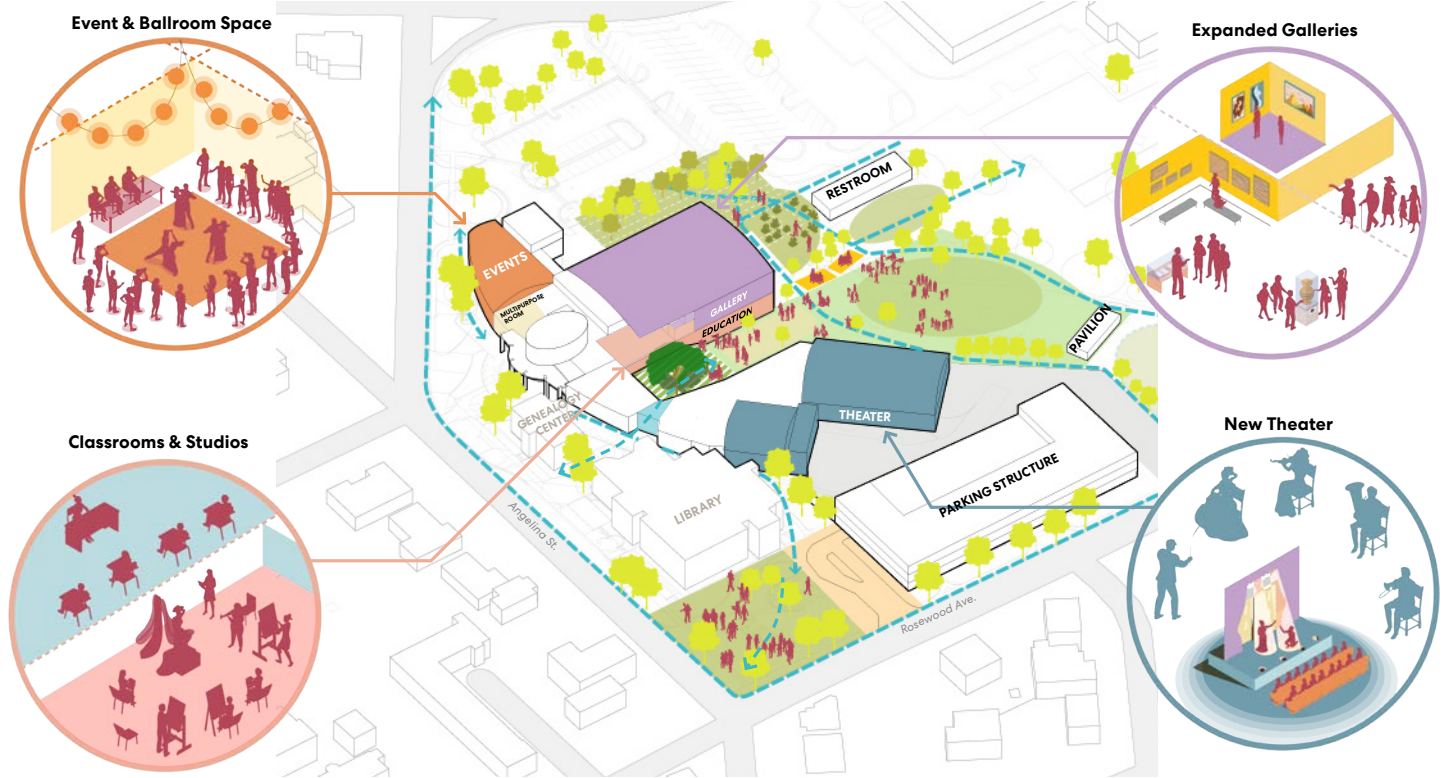 Event & Ballroom Space
Expanded Galleries
RESTROOM
EVENTS
MULTIPURPOSE
ROOM
GALLERY
EDUCATION
PAVILION
GENEALOGY
CENTER
THEATER
Classrooms & Studios
New Theater
PARKING STRUCTURE
LIBRARY
Angelina St.
Rosewood Ave.